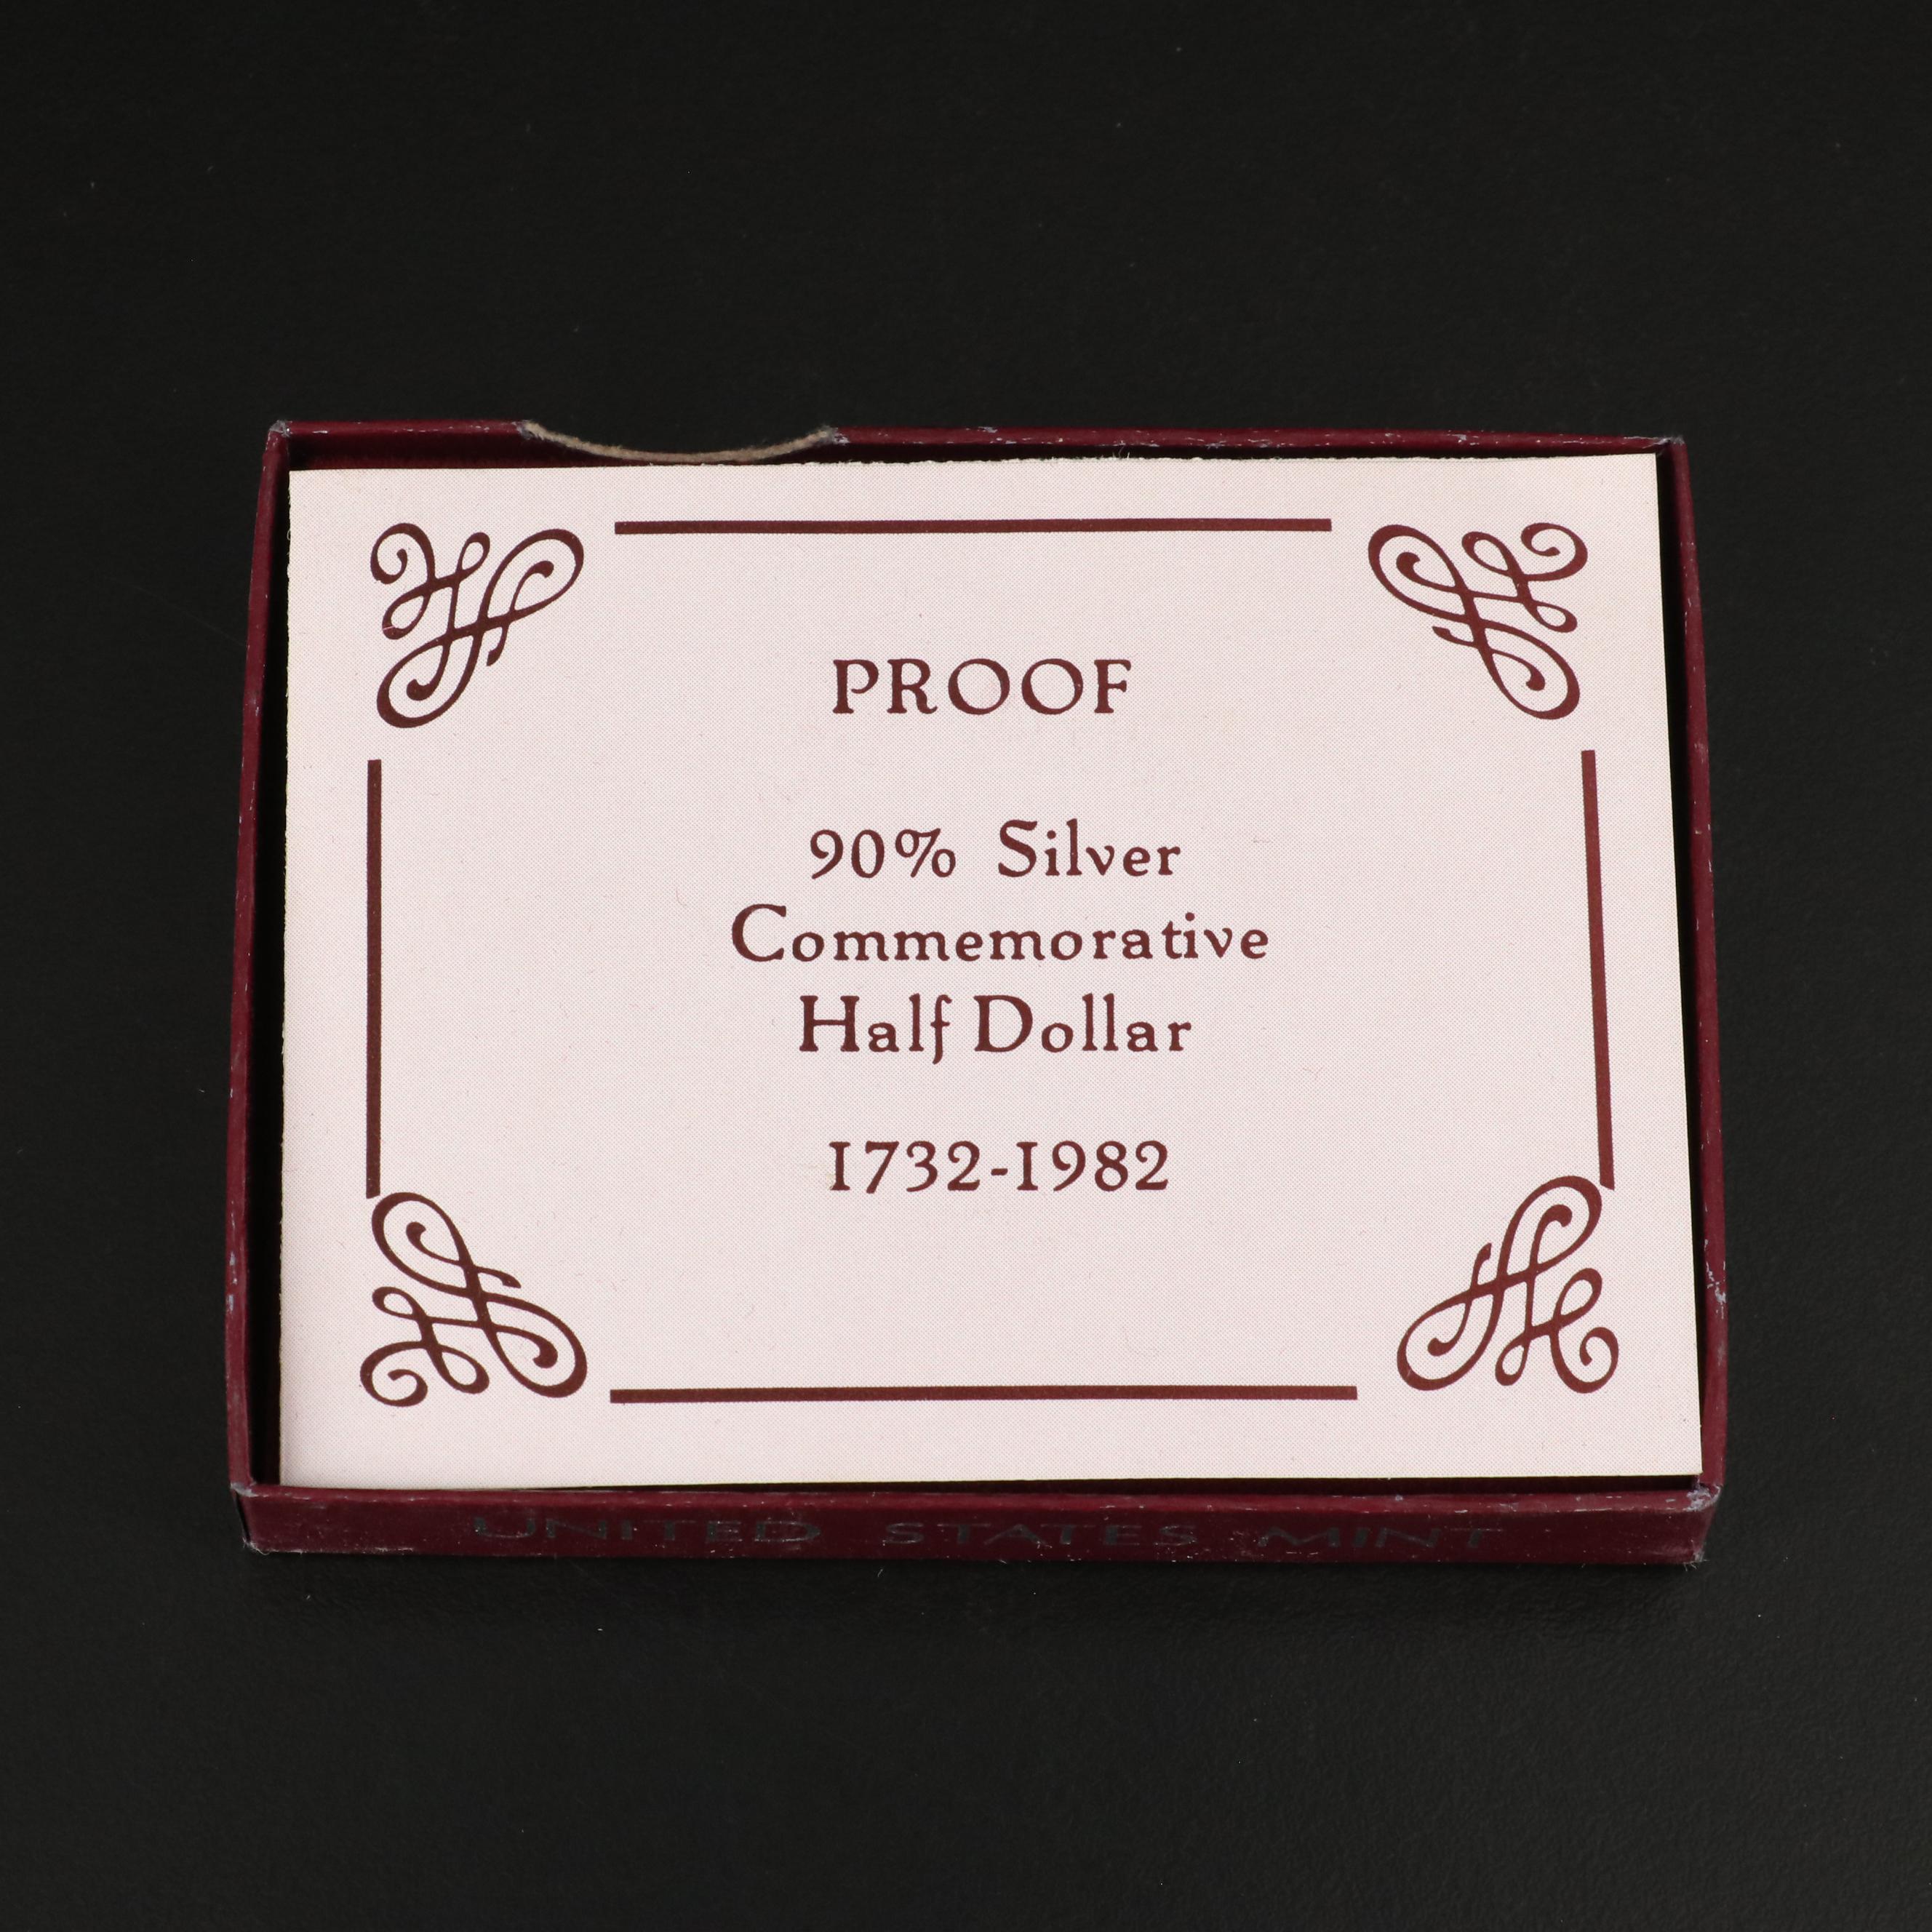 PROOF
90% Silver
Commemorative
Half Dollar
1732-1982
UNITED STATES MINT